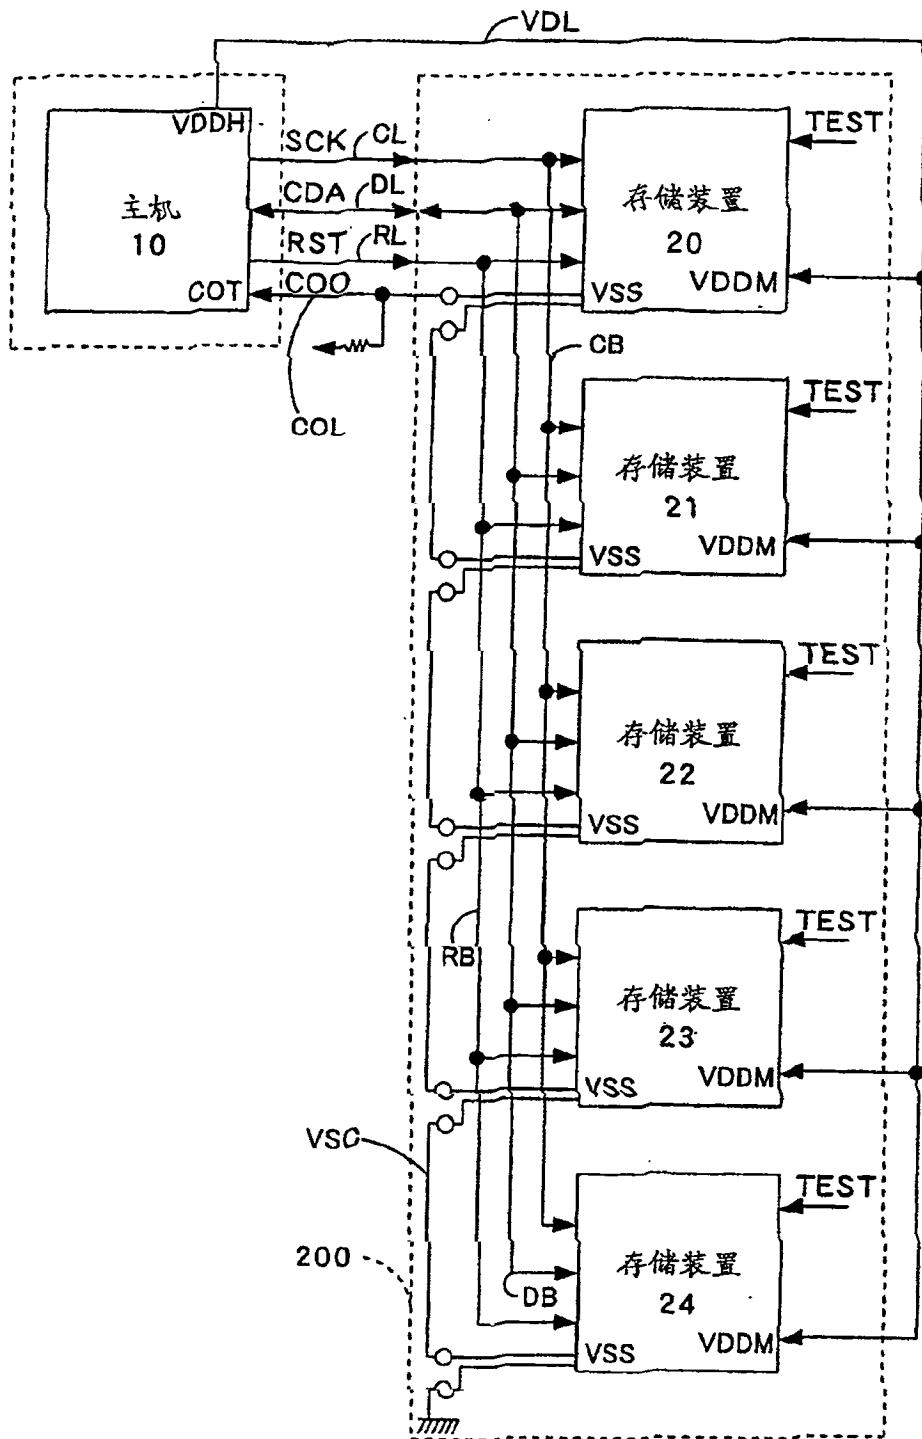 VDL
VDDH
SCK CL
TEST
主机
10
CDA DL
存储装置
20
RST RL
VDDM
COT COO
VSS
CB
COL
TEST
存储装置
21
VDDM
VSS
TEST
存储装置
22
VDDM
VSS
RB
TEST
存储装置
23
VDDM
VSS
VSC
TEST
200
存储装置
24
DB
VDDM
VSS